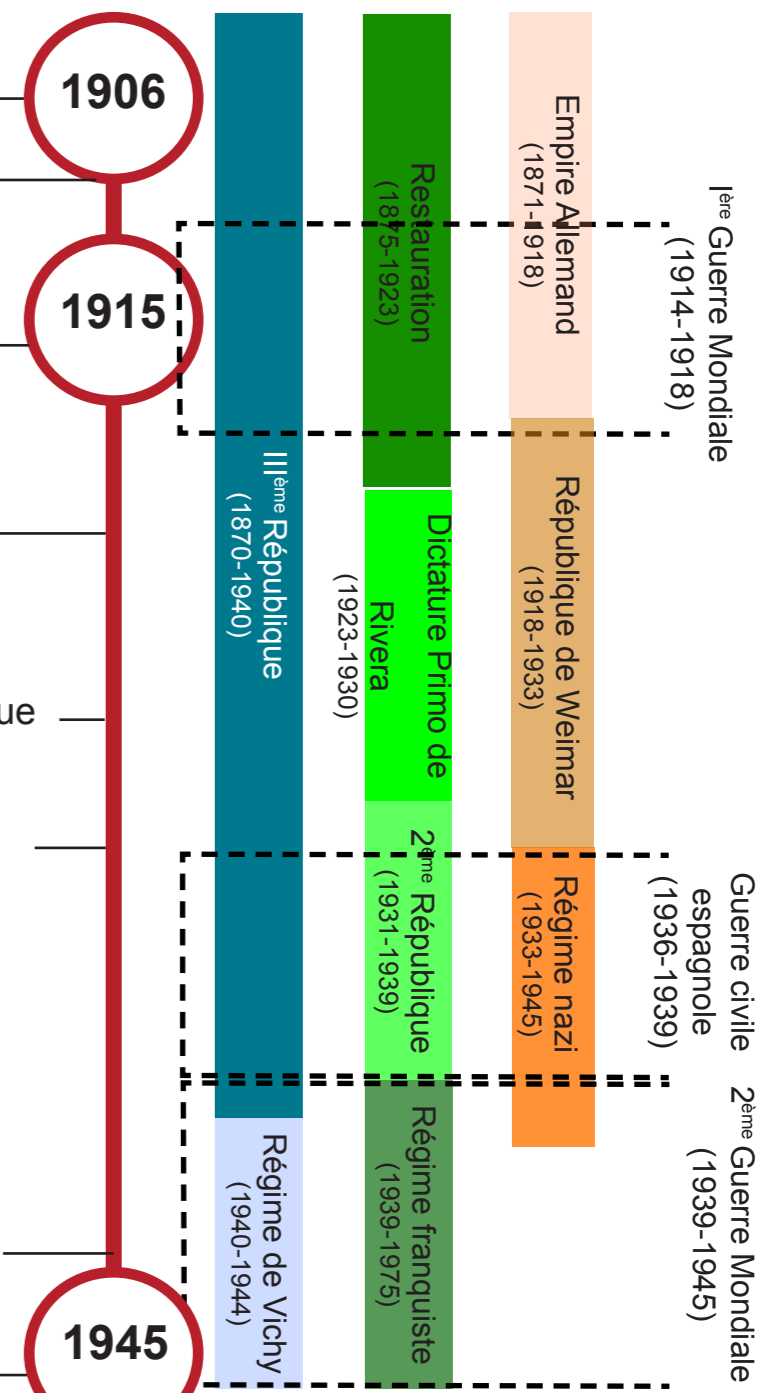 1906
1915
ue
1945
IIIème République
(1870-1940)
Régime de Vichy
(1940-1944)
Restauration
(1875-1923)
Dictature Primo de
Rivera
(1923-1930)
2ème République
(1931-1939)
Régime franquiste
(1939-1975)
Empire Allemand
(1871-1918)
République de Weimar
(1918-1933)
Régime nazi
(1933-1945)
Ière Guerre Mondiale
(1914-1918)
Guerre civile
espagnole
(1936-1939)
2ème Guerre Mondiale
(1939-1945)